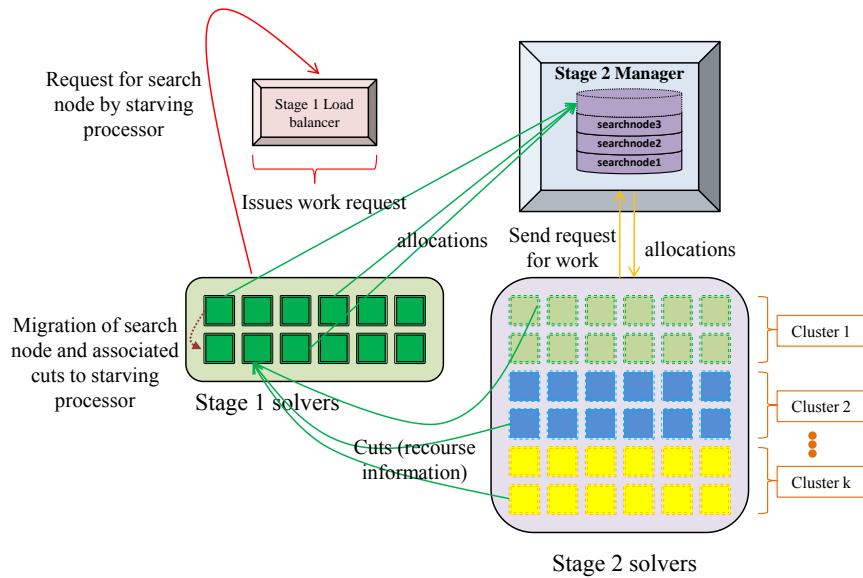 Request for search
node by starving
processor
Stage 1 Load
balancer
Issues work request
Stage 2 Manager
searchnode3
searchnode2
searchnode1
allocations
Send request
for work
allocations
Migration of search
node and associated
cuts to starving
processor
Stage 1 solvers
Cuts (recourse
information)
Cluster 1
Cluster 2
Cluster k
Stage 2 solvers